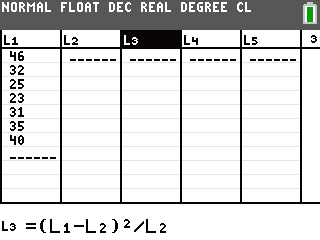 NORMAL FLOAT DEC REAL DEGREE CL
L1 L2 L3 L4 L5 3
46 ------ ------ ------ ------
32
25
23
31
35
40
------
L3 =(L1-L2)²/L2